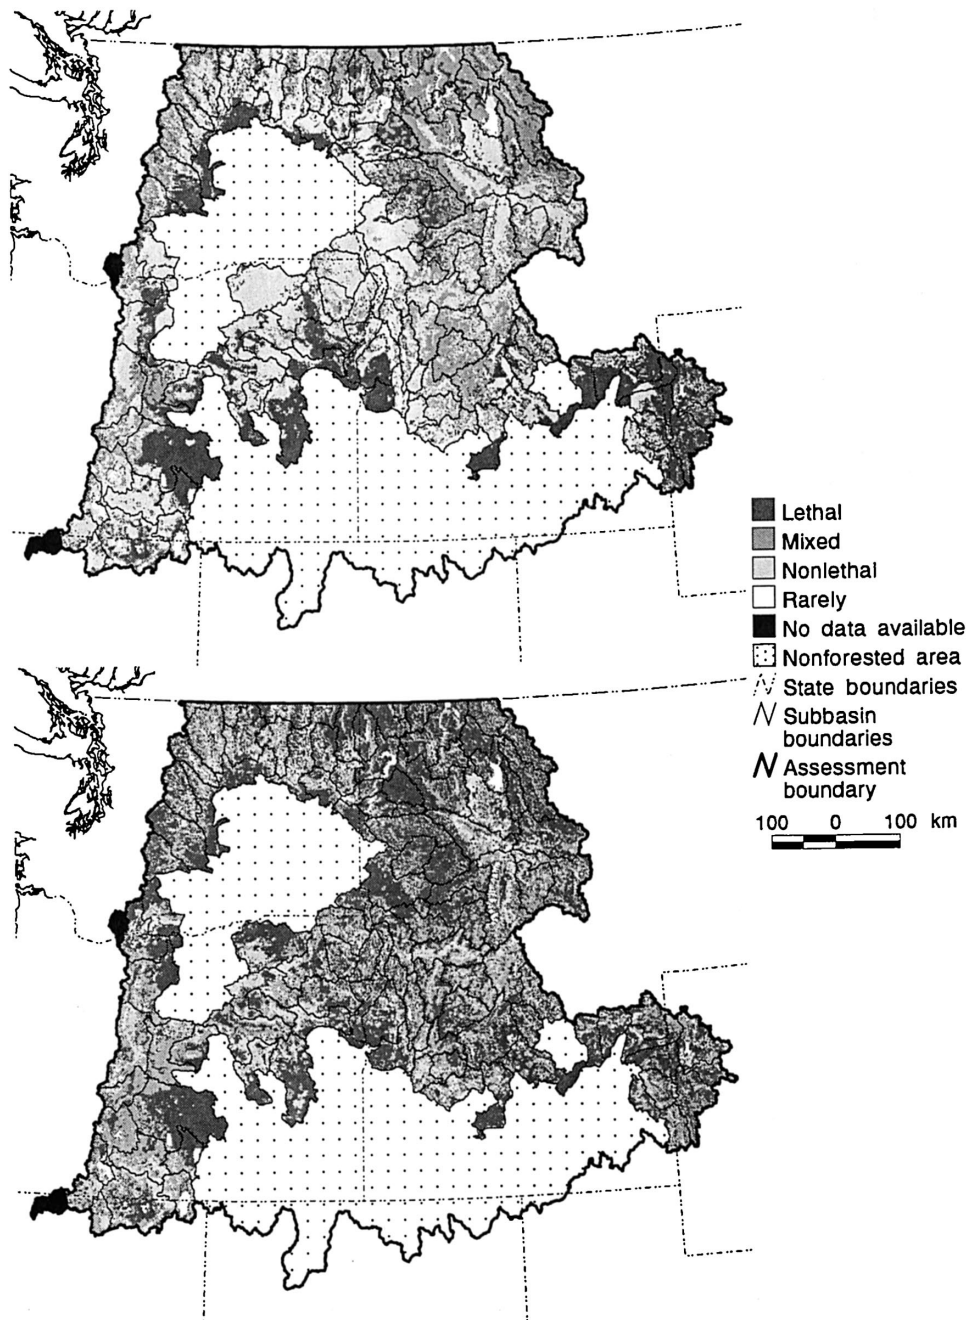 Lethal
Mixed
Nonlethal
Rarely
No data available
Nonforested area
State boundaries
Subbasin
boundaries
Assessment
boundary
100 0 100 km